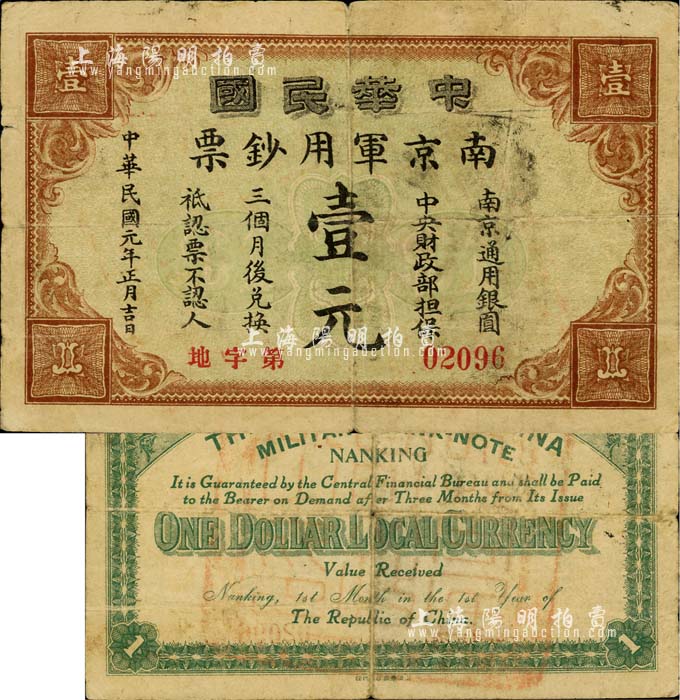 壹
上海陽明拍賣
www.yangmingauction.com
壹
中華民國
南京軍用鈔票
南京通用銀圓
中央財政部担保
壹元
三個月後兌換
祇認票不認人
中華民國元年正月吉日
第
字地
02096
上海陽明拍賣
www.yangmingauction.com
1
1
MILITARY
NOTE
NANKING
It is Guaranteed by the Central Financial Bureau and shall be Paid
to the Bearer on Demand after Three Months from Its Issue
ONE DOLLAR LOCAL CURRENCY
Value Received
Nanking, 1st Month in the 1st Year of
The Republic of China.
上海陽明拍賣
www.yangmingauction.com
1
1